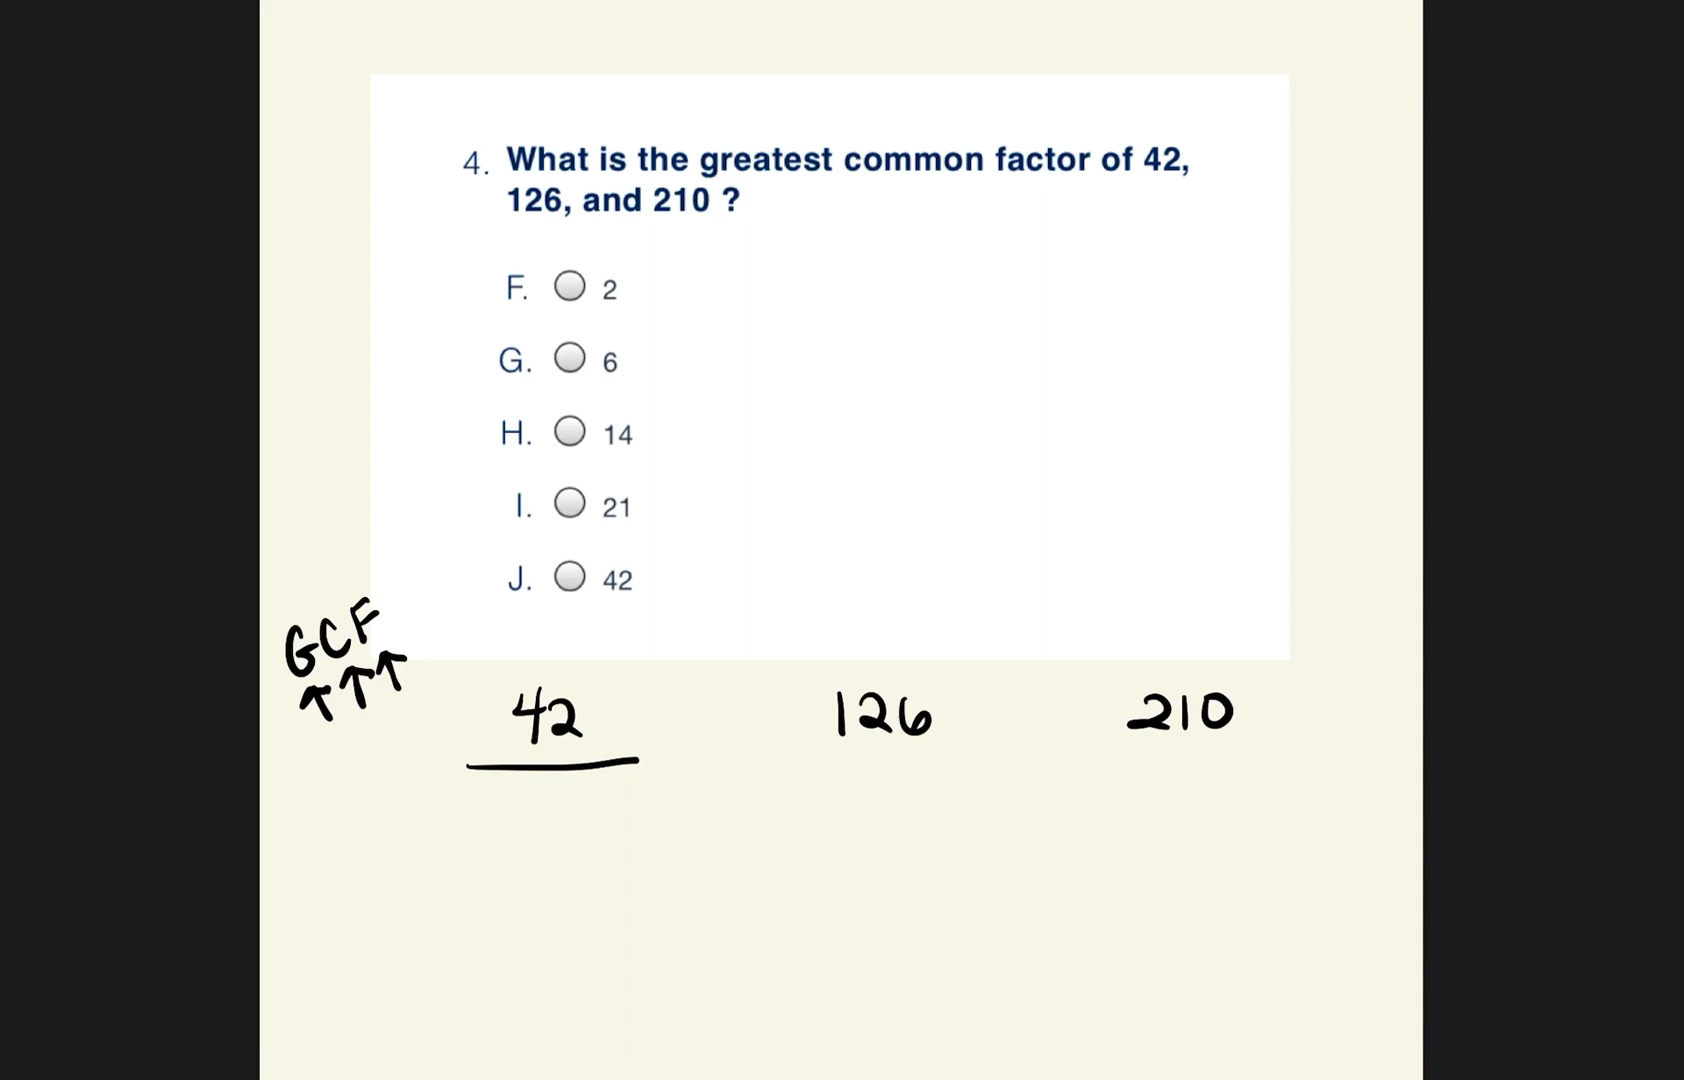 4. What is the greatest common factor of 42,
126, and 210 ?
F. 2
G. 6
H. 14
I. 21
J. 42
GCF
42 126 210